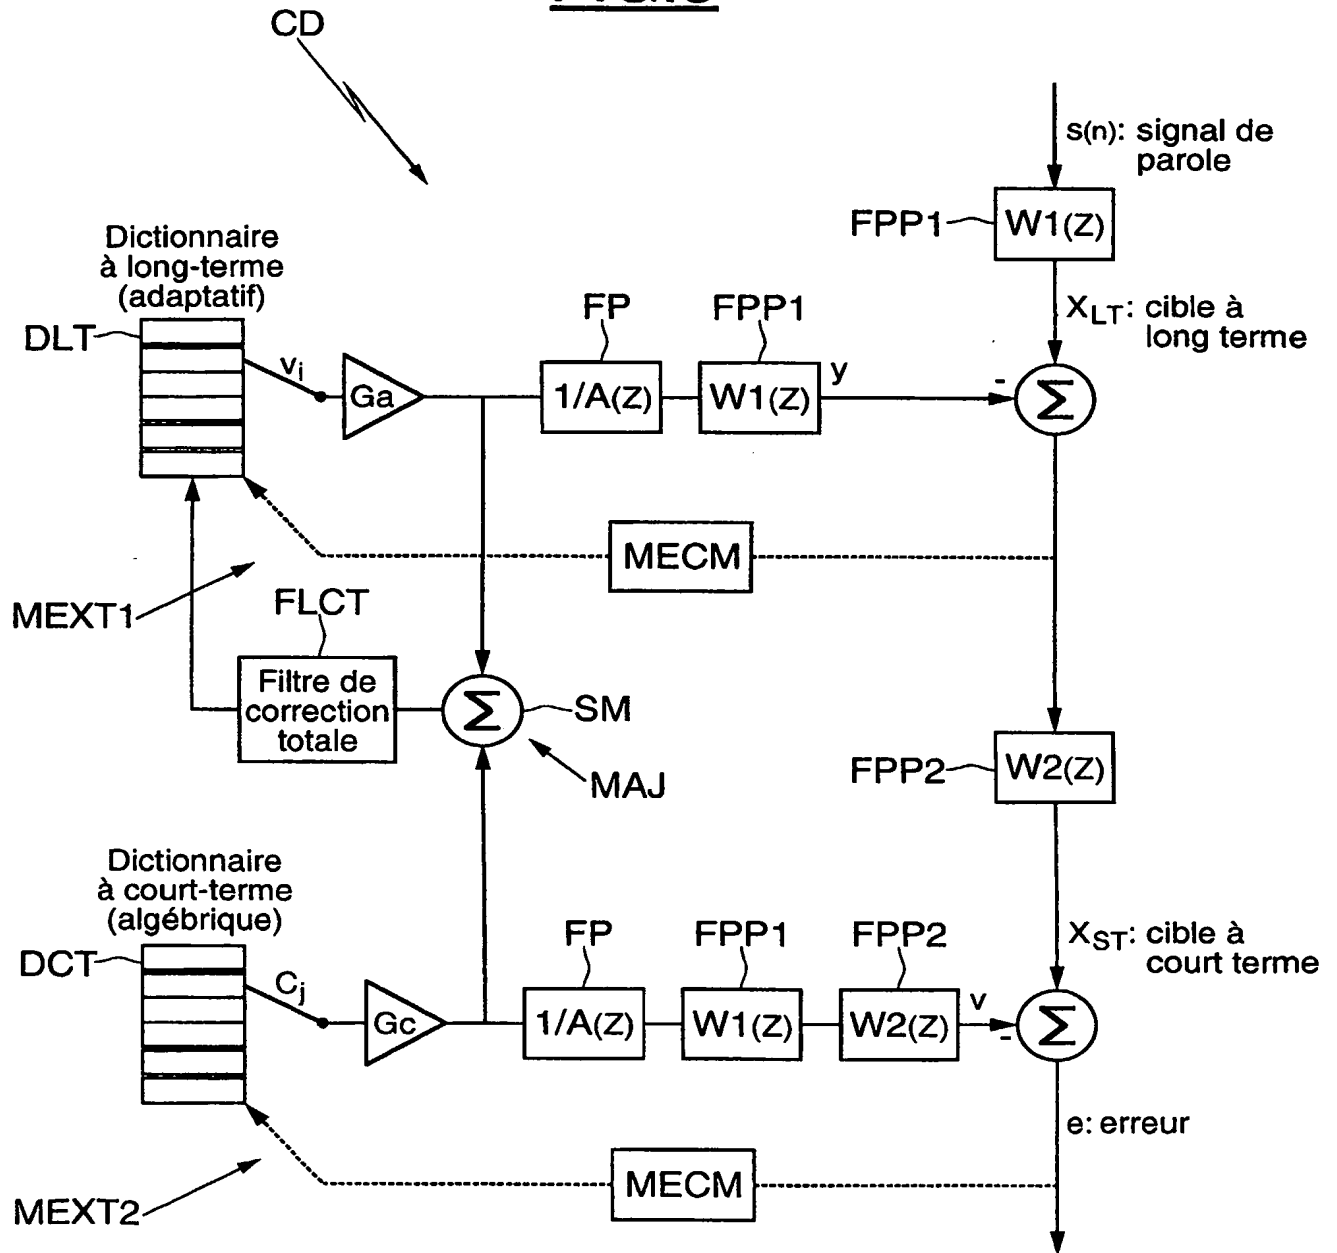 CD
s(n): signal de
parole
FPP1
W1(Z)
Dictionnaire
à long-terme
(adaptatif)
DLT
vi
Ga
FP
1/A(Z)
FPP1
W1(Z)
y
XLT: cible à
long terme
-
Σ
MECM
MEXT1
FLCT
Filtre de
correction
totale
Σ
SM
MAJ
FPP2
W2(Z)
Dictionnaire
à court-terme
(algébrique)
DCT
Cj
Gc
FP
1/A(Z)
FPP1
W1(Z)
FPP2
W2(Z)
v
XST: cible à
court terme
-
Σ
e: erreur
MECM
MEXT2